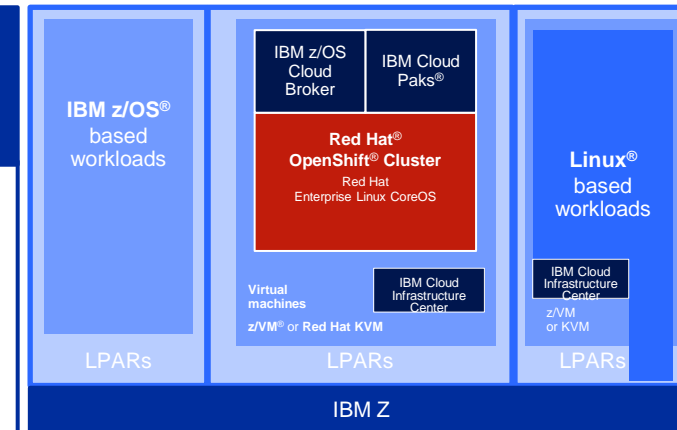 IBM z/OS®
based
workloads
LPARs
IBM z/OS
Cloud
Broker
IBM Cloud
Paks®
Red Hat®
OpenShift® Cluster
Red Hat
Enterprise Linux CoreOS
Virtual
machines
z/VM® or Red Hat KVM
IBM Cloud
Infrastructure
Center
LPARs
Linux®
based
workloads
IBM Cloud
Infrastructure
Center
z/VM
or KVM
LPARs
IBM Z